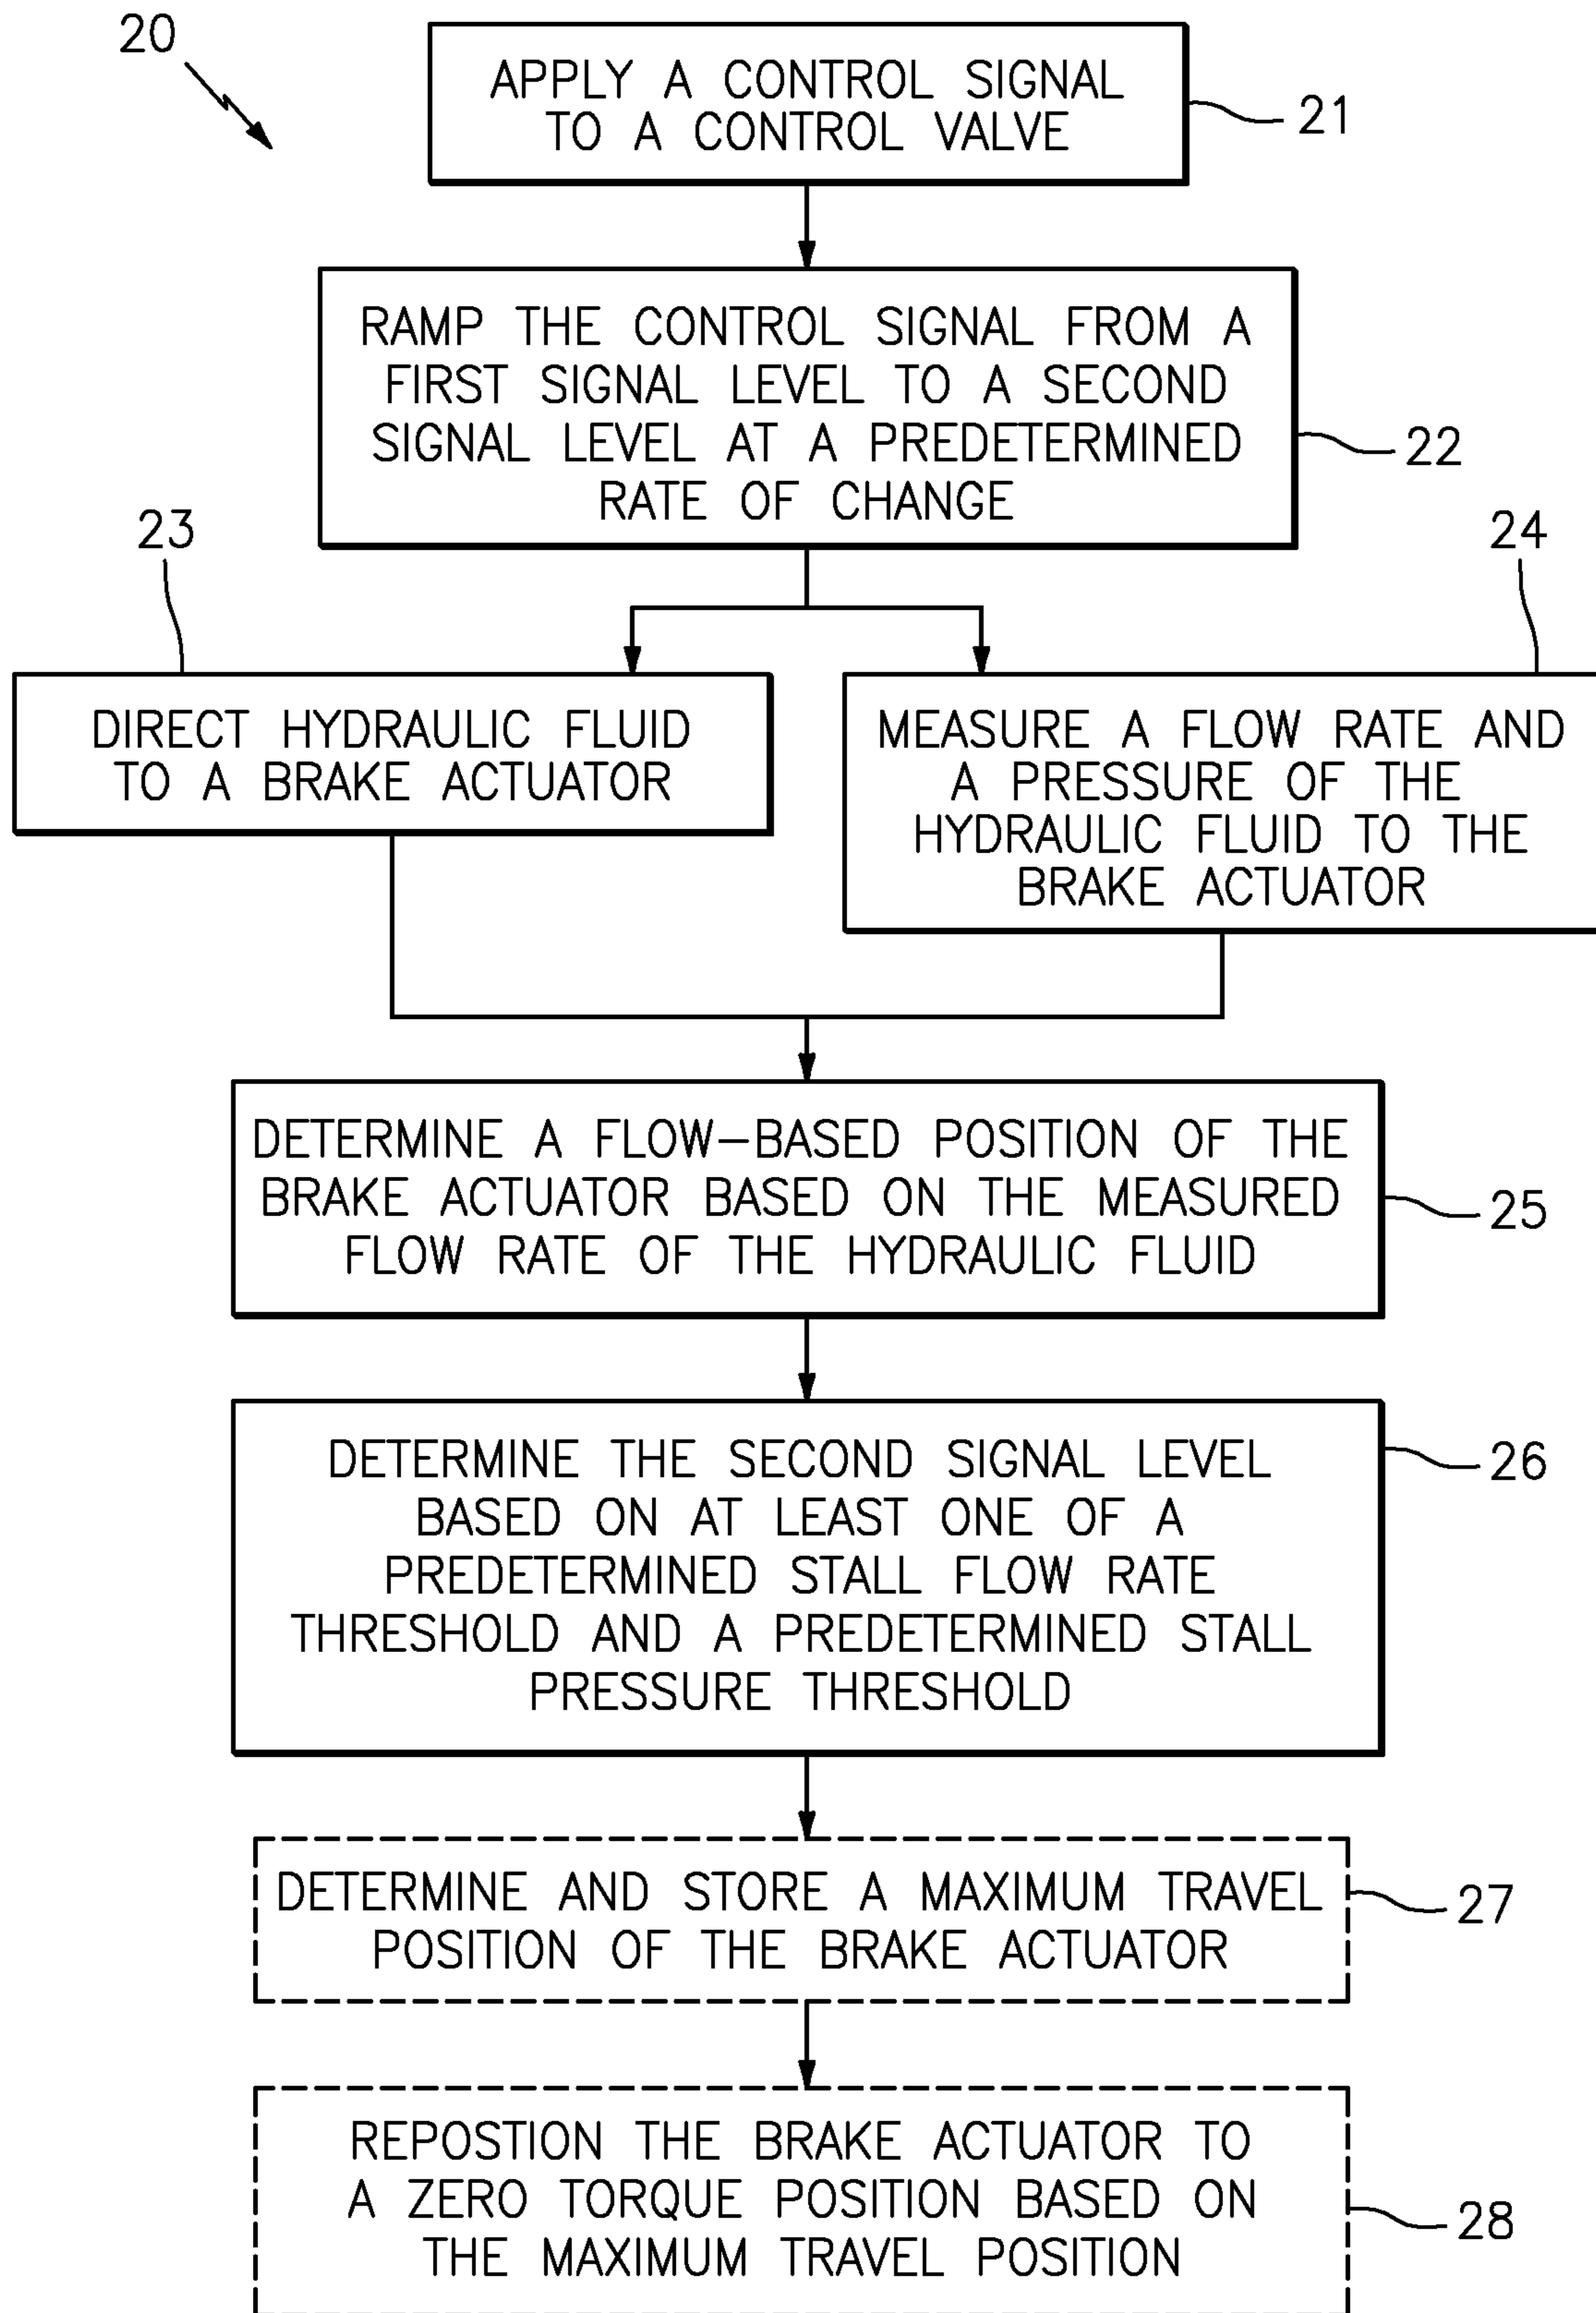 20
APPLY A CONTROL SIGNAL
TO A CONTROL VALVE
21
RAMP THE CONTROL SIGNAL FROM A
FIRST SIGNAL LEVEL TO A SECOND
SIGNAL LEVEL AT A PREDETERMINED
RATE OF CHANGE
22
23
24
DIRECT HYDRAULIC FLUID
TO A BRAKE ACTUATOR
MEASURE A FLOW RATE AND
A PRESSURE OF THE
HYDRAULIC FLUID TO THE
BRAKE ACTUATOR
DETERMINE A FLOW–BASED POSITION OF THE
BRAKE ACTUATOR BASED ON THE MEASURED
FLOW RATE OF THE HYDRAULIC FLUID
25
DETERMINE THE SECOND SIGNAL LEVEL
BASED ON AT LEAST ONE OF A
PREDETERMINED STALL FLOW RATE
THRESHOLD AND A PREDETERMINED STALL
PRESSURE THRESHOLD
26
DETERMINE AND STORE A MAXIMUM TRAVEL
POSITION OF THE BRAKE ACTUATOR
27
REPOSTION THE BRAKE ACTUATOR TO
A ZERO TORQUE POSITION BASED ON
THE MAXIMUM TRAVEL POSITION
28